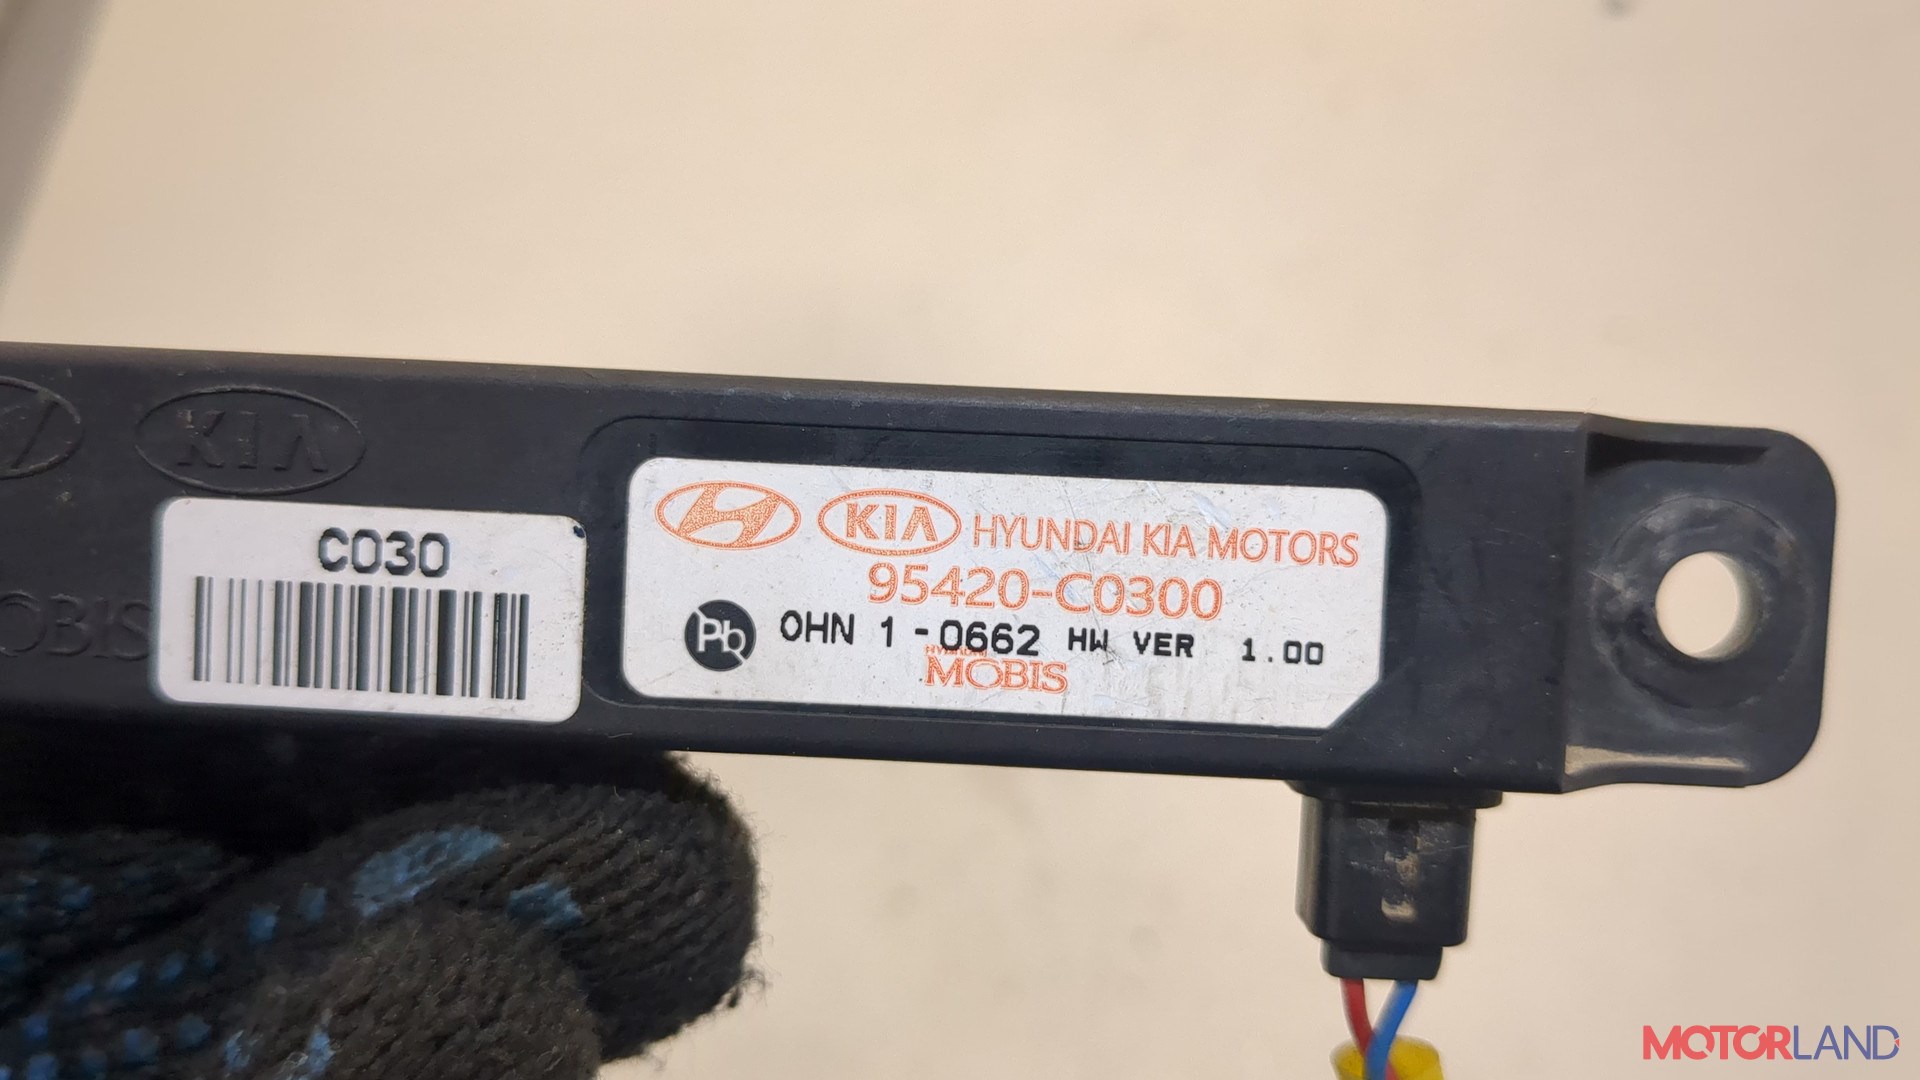 KIA
C030
OBIS
KIA HYUNDAI KIA MOTORS
95420-C0300
Pb OHN 1-0662 HW VER 1.00
HYUNDAI
MOBIS
MOTORLAND